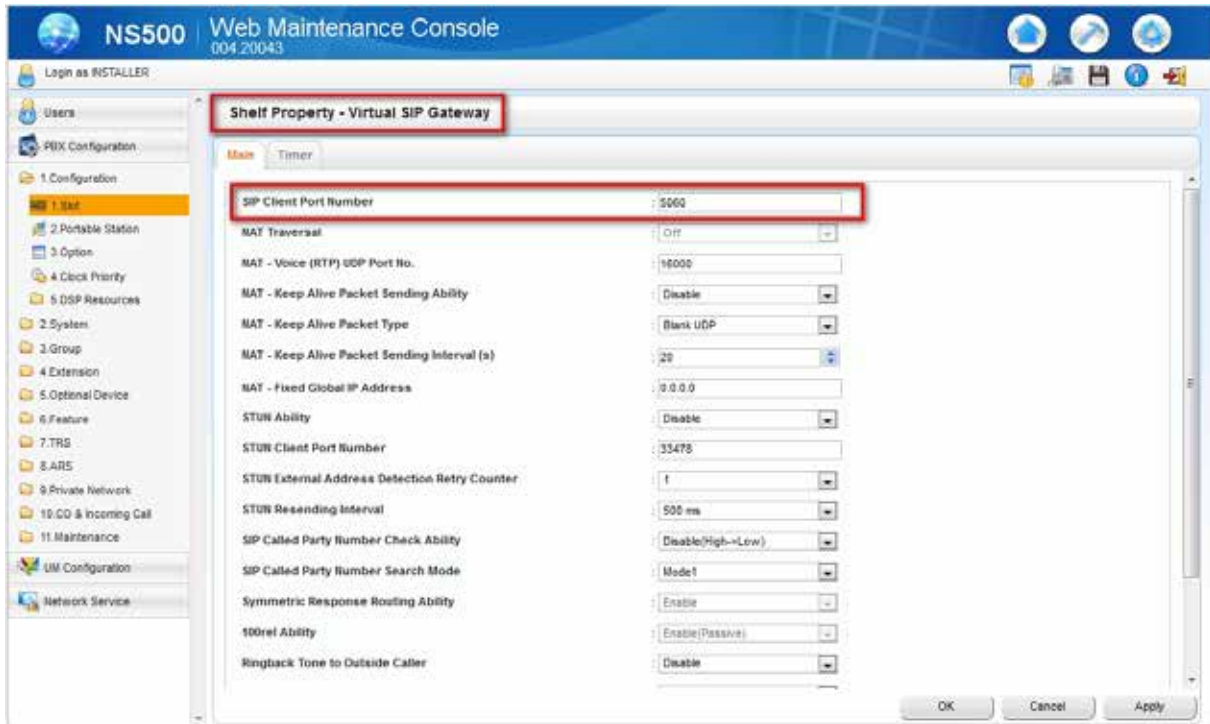 NS500 Web Maintenance Console
004.20043
Login as INSTALLER
Users
PBX Configuration
1.Configuration
1.Slot
2.Portable Station
3.Option
4.Clock Priority
5.DSP Resources
2.System
3.Group
4.Extension
5.Optional Device
6.Feature
7.TRS
8.ARS
9.Private Network
10.CO & Incoming Call
11.Maintenance
UM Configuration
Network Service
Shelf Property - Virtual SIP Gateway
Main Timer
SIP Client Port Number : 5060
NAT Traversal : Off
NAT - Voice (RTP) UDP Port No. : 16000
NAT - Keep Alive Packet Sending Ability : Disable
NAT - Keep Alive Packet Type : Blank UDP
NAT - Keep Alive Packet Sending Interval (s) : 20
NAT - Fixed Global IP Address : 0.0.0.0
STUN Ability : Disable
STUN Client Port Number : 33478
STUN External Address Detection Retry Counter : 1
STUN Resending Interval : 500 ms
SIP Called Party Number Check Ability : Disable(High->Low)
SIP Called Party Number Search Mode : Mode1
Symmetric Response Routing Ability : Enable
100rel Ability : Enable(Passive)
Ringback Tone to Outside Caller : Disable
OK Cancel Apply